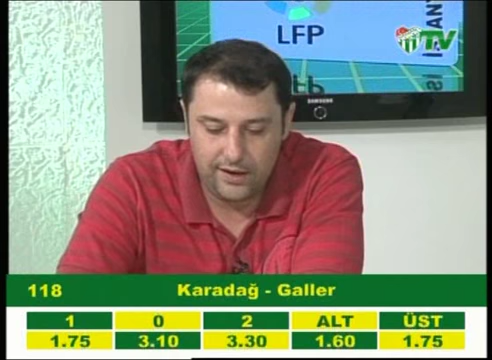 LFP
TV
SAMSUNG
118 Karadağ - Galler
1 0 2 ALT ÜST
1.75 3.10 3.30 1.60 1.75